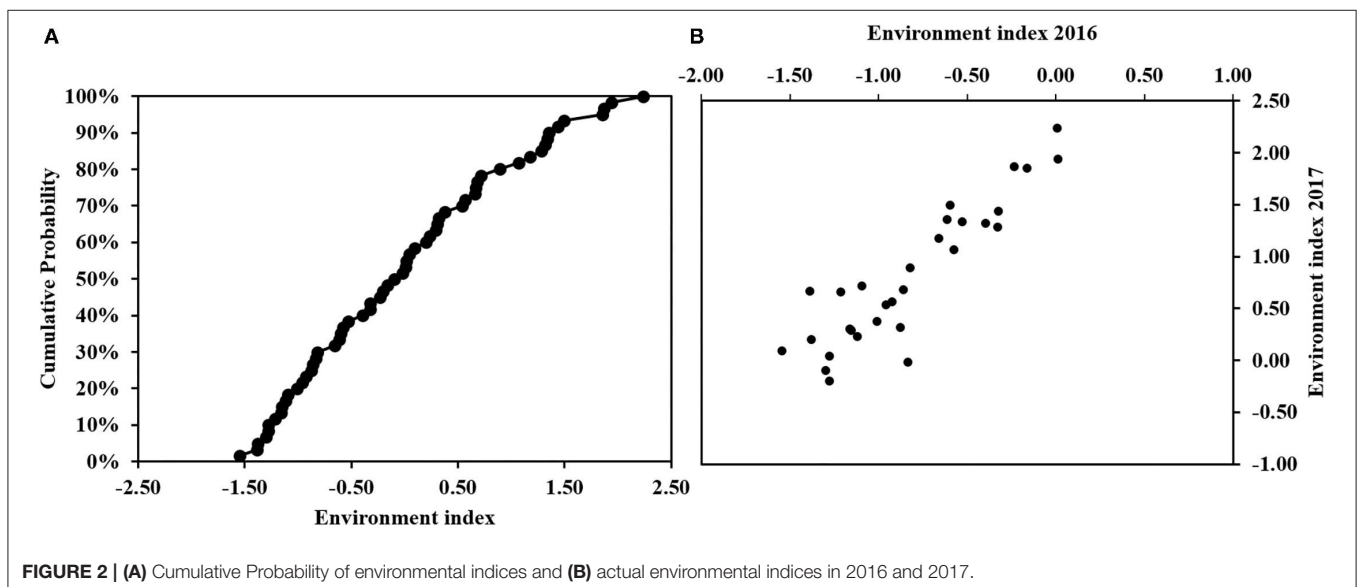 A
100%
90%
80%
70%
60%
50%
40%
30%
20%
10%
0%
Cumulative Probability
-2.50 -1.50 -0.50 0.50 1.50 2.50
Environment index
B
Environment index 2016
-2.00 -1.50 -1.00 -0.50 0.00 0.50 1.00
2.50
2.00
1.50
1.00
0.50
0.00
-0.50
-1.00
Environment index 2017
FIGURE 2 | (A) Cumulative Probability of environmental indices and (B) actual environmental indices in 2016 and 2017.